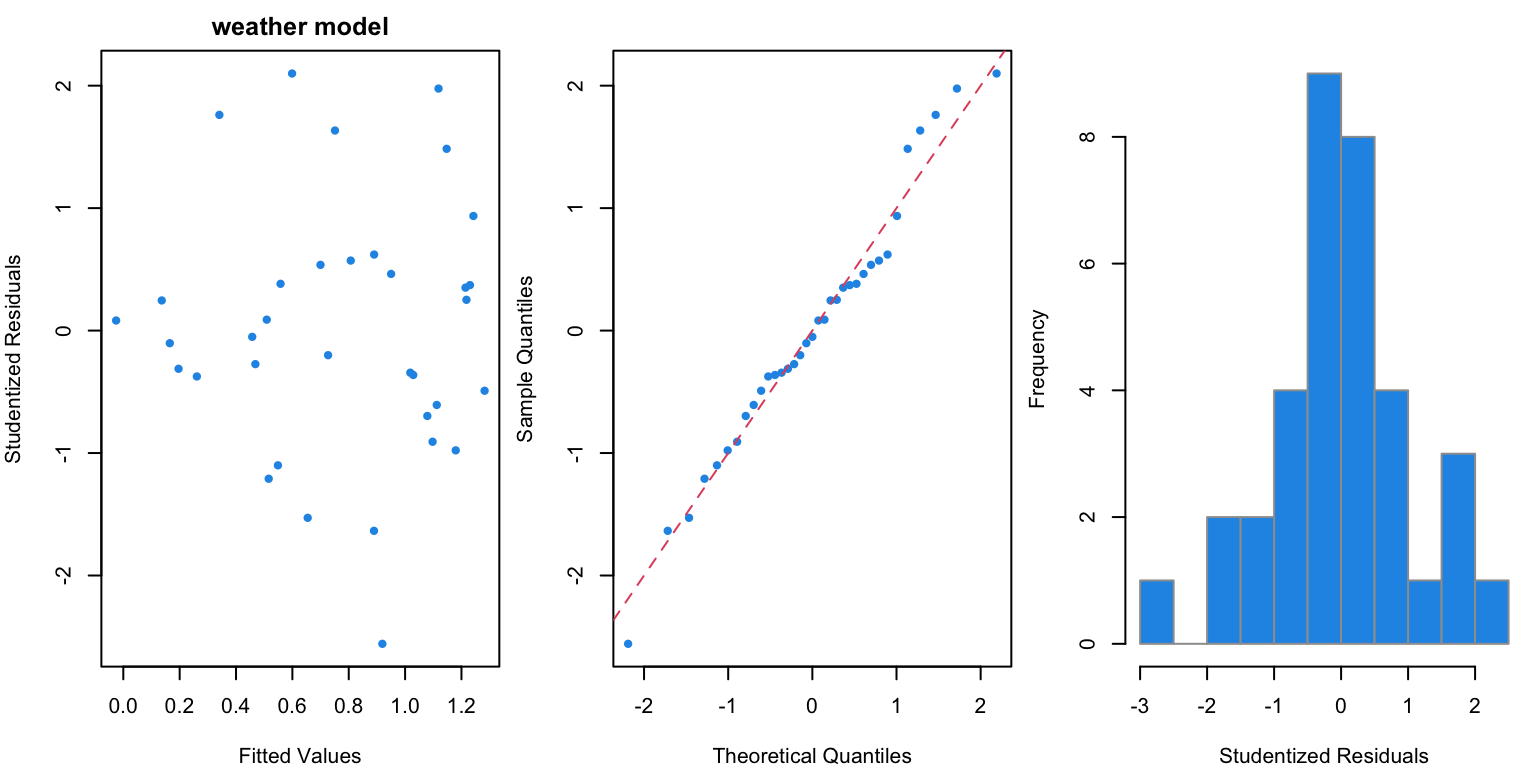 weather model
Studentized Residuals
2
1
0
-1
-2
0.0 0.2 0.4 0.6 0.8 1.0 1.2
Fitted Values
Sample Quantiles
2
1
0
-1
-2
-2 -1 0 1 2
Theoretical Quantiles
Frequency
8
6
4
2
0
-3 -2 -1 0 1 2
Studentized Residuals